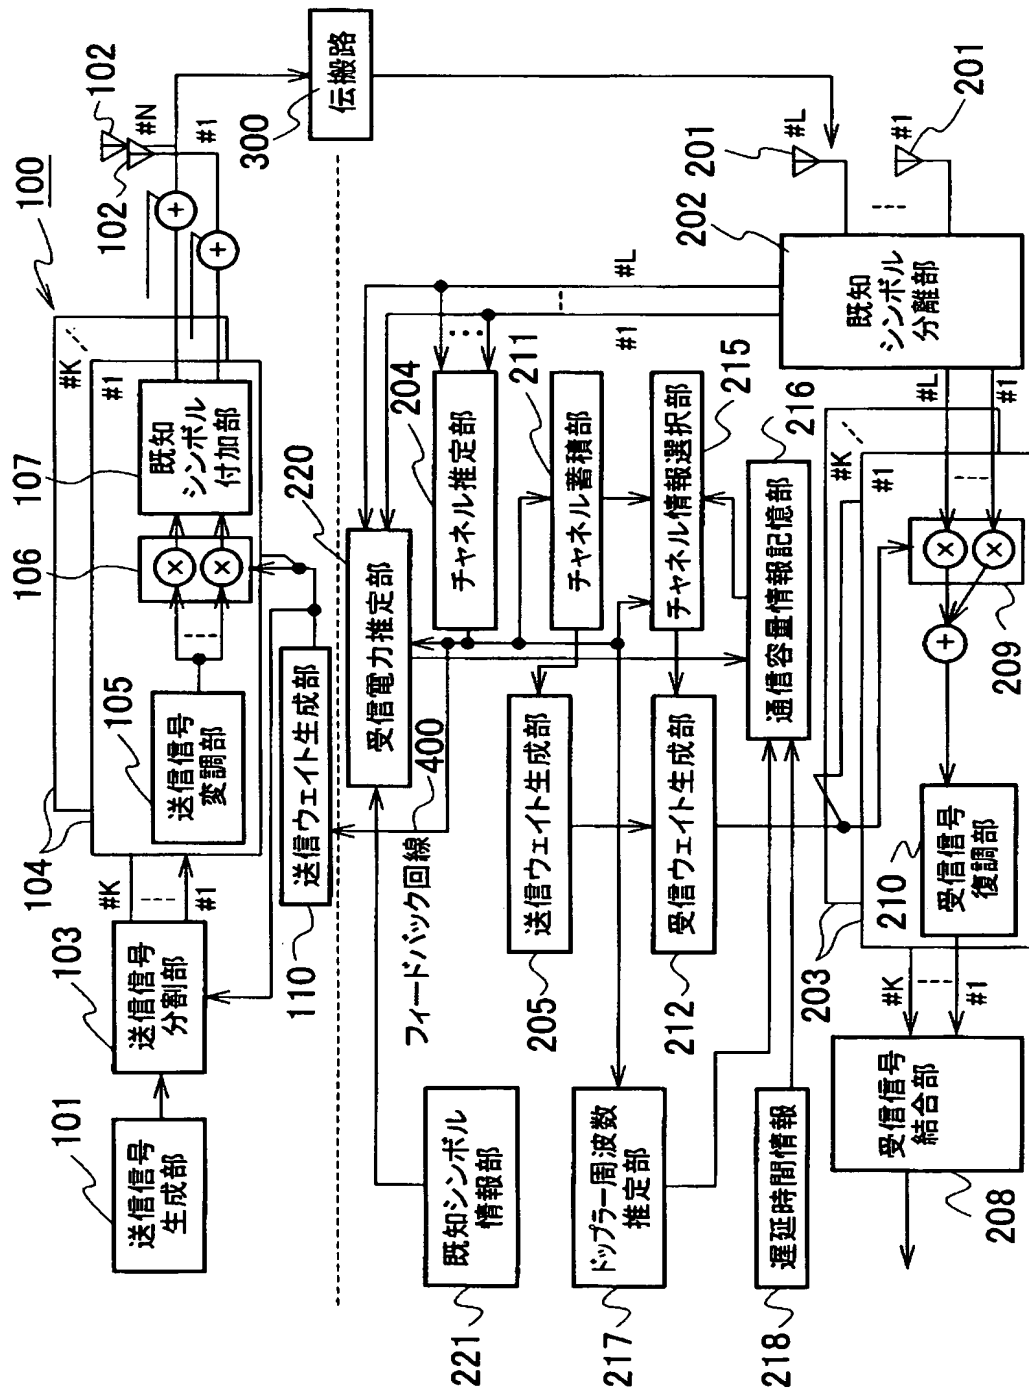 100
101
送信信号
生成部
103
送信信号
分割部
#K
#1
104
105
送信信号
変調部
106
107
既知
シンボル
付加部
#K
#1
102
102
#N
#1
110
送信ウェイト生成部
300
伝搬路
フィードバック回線
400
220
受信電力推定部
221
既知シンボル
情報部
204
チャネル推定部
#L
#1
211
チャネル蓄積部
205
送信ウェイト生成部
215
チャネル情報選択部
212
受信ウェイト生成部
217
ドップラー周波数
推定部
216
通信容量情報記憶部
218
遅延時間情報
201
#L
201
#1
202
既知
シンボル
分離部
#L
#1
#K
#1
209
210
受信信号
復調部
203
#K
#1
208
受信信号
結合部